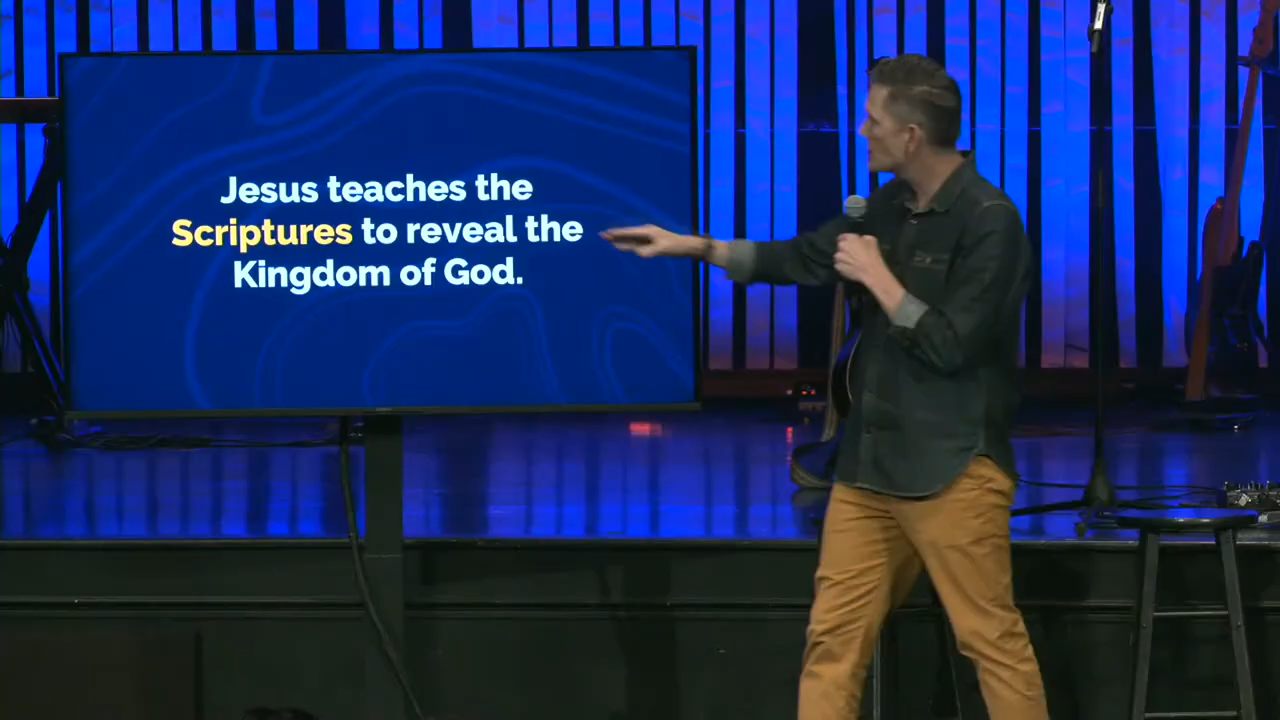 Jesus teaches the
Scriptures to reveal the
Kingdom of God.